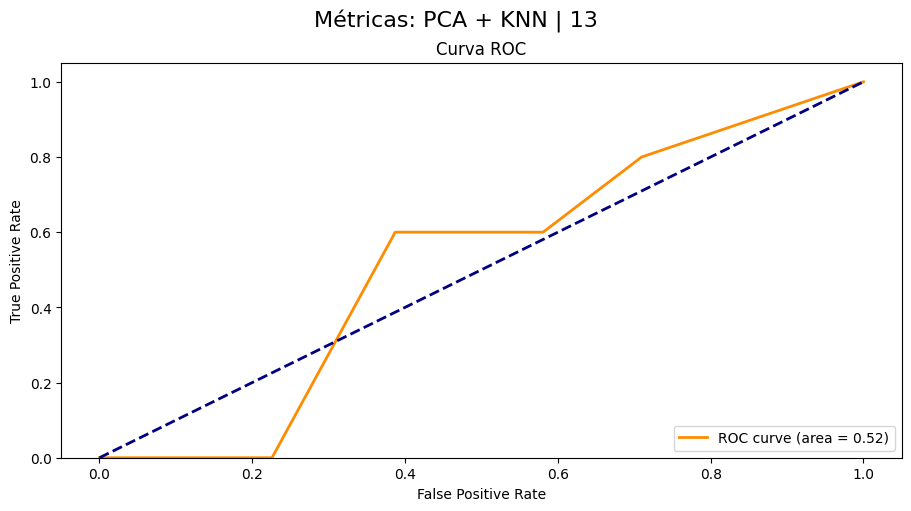 Métricas: PCA + KNN | 13
Curva ROC
1.0
0.8
0.6
0.4
0.2
0.0
True Positive Rate
ROC curve (area = 0.52)
0.0 0.2 0.4 0.6 0.8 1.0
False Positive Rate